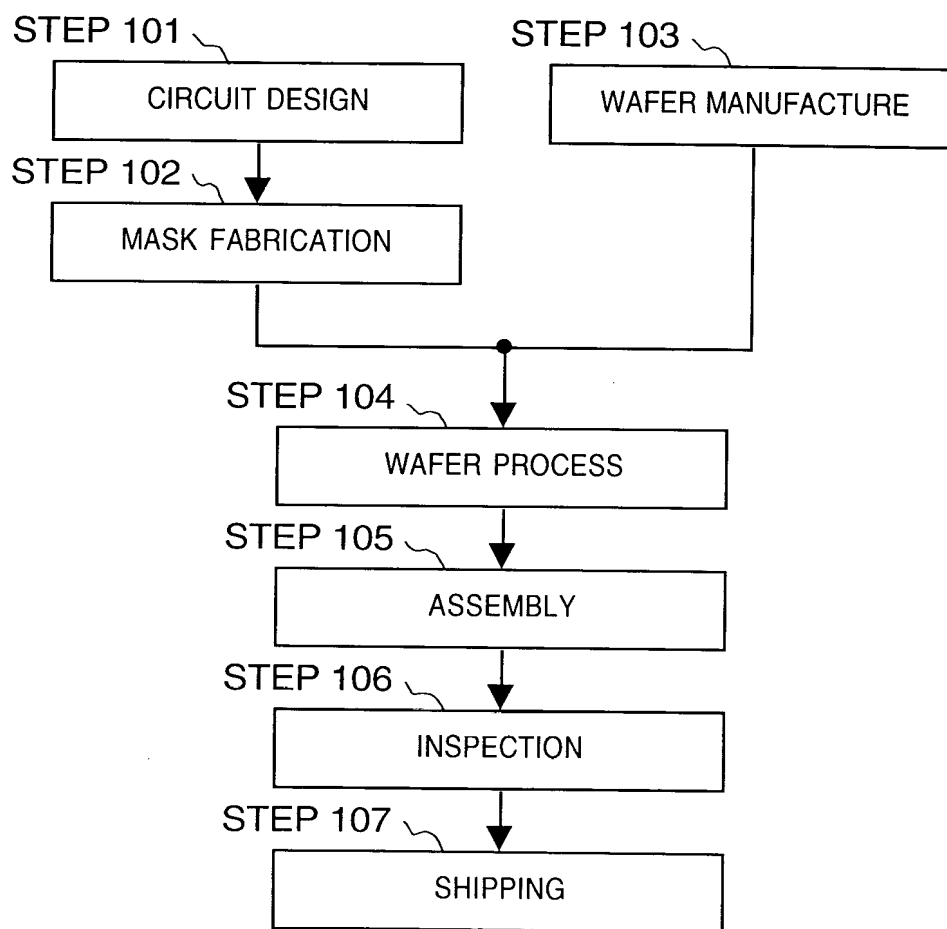 STEP 101
STEP 103
CIRCUIT DESIGN
WAFER MANUFACTURE
STEP 102
MASK FABRICATION
STEP 104
WAFER PROCESS
STEP 105
ASSEMBLY
STEP 106
INSPECTION
STEP 107
SHIPPING